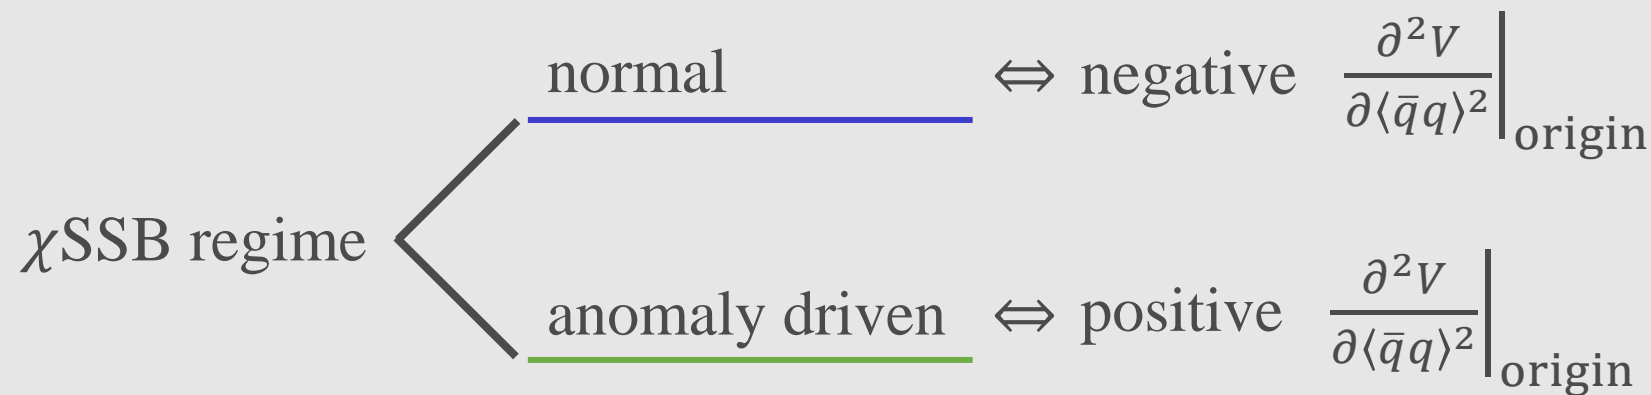 normal ⇔ negative ∂²V/∂⟨q̄q⟩²|origin
χSSB regime
anomaly driven ⇔ positive ∂²V/∂⟨q̄q⟩²|origin